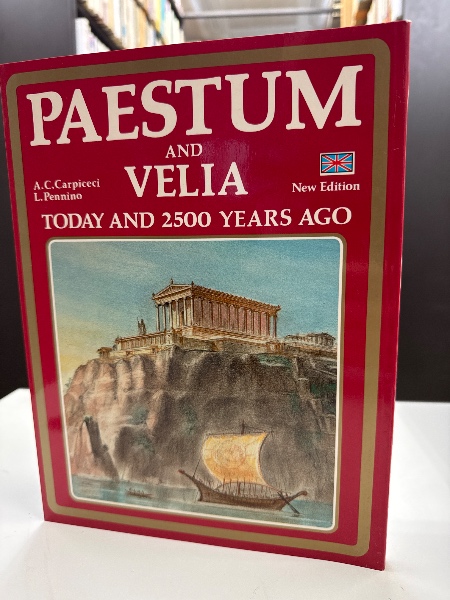 PAESTUM
AND
VELIA
A.C.Carpiceci
L.Pennino
New Edition
TODAY AND 2500 YEARS AGO